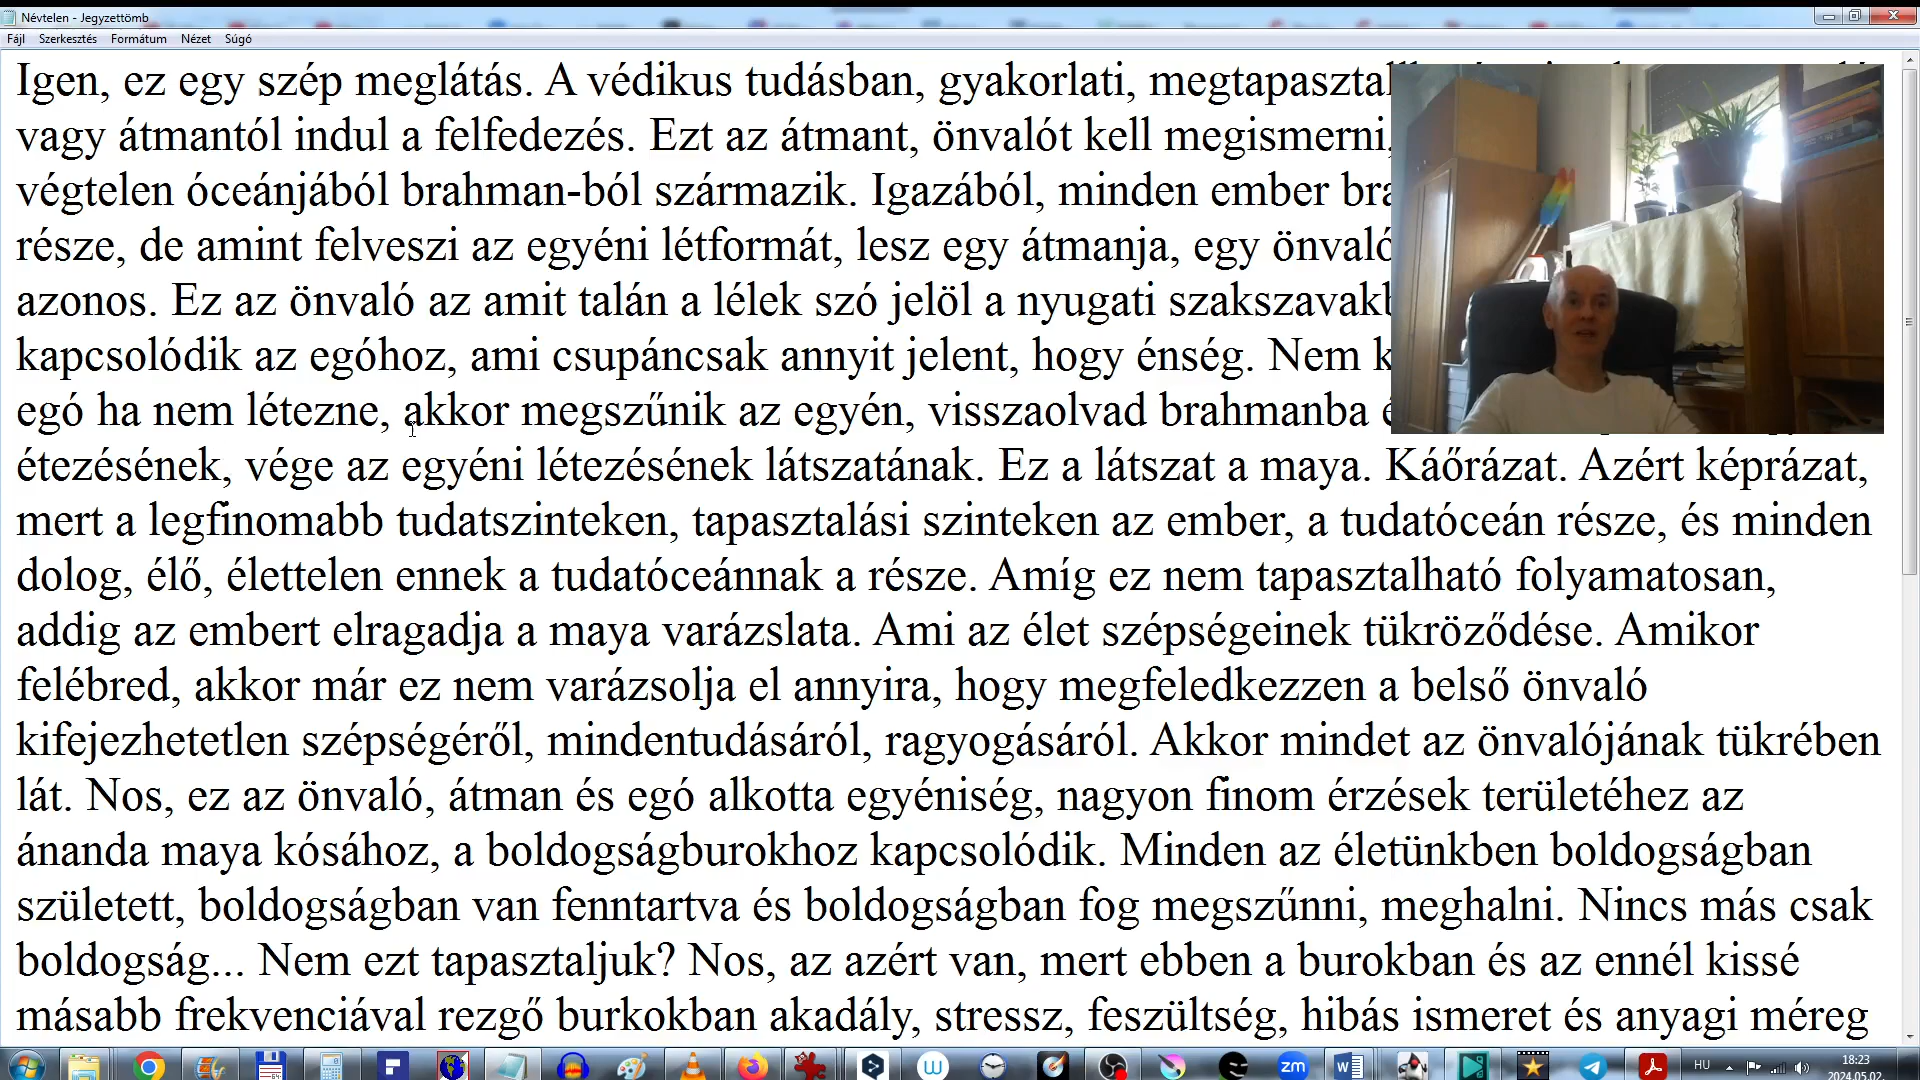 Névtelen - Jegyzettömb
Fájl Szerkesztés Formátum Nézet Súgó
Igen, ez egy szép meglátás. A védikus tudásban, gyakorlati,
vagy átmantól indul a felfedezés. Ezt az átmant, önvalót kell megismerni,
végtelen óceánjából brahman-ból származik. Igazából, minden ember
része, de amint felveszi az egyéni létformát, lesz egy átmanja, egy
azonos. Ez az önvaló az amit talán a lélek szó jelöl a nyugati
kapcsolódik az egóhoz, ami csupáncsak annyit jelent, hogy énség. Nem
egó ha nem létezne, akkor megszűnik az egyén, visszaolvad brahmanba
étezésének, vége az egyéni létezésének látszatának. Ez a látszat a maya. Káőrázat. Azért képrázat,
mert a legfinomabb tudatszinteken, tapasztalási szinteken az ember, a tudatóceán része, és minden
dolog, élő, élettelen ennek a tudatóceánnak a része. Amíg ez nem tapasztalható folyamatosan,
addig az embert elragadja a maya varázslata. Ami az élet szépségeinek tükröződése. Amikor
felébred, akkor már ez nem varázsolja el annyira, hogy megfeledkezzen a belső önvaló
kifejezhetetlen szépségéről, mindentudásáról, ragyogásáról. Akkor mindet az önvalójának tükrében
lát. Nos, ez az önvaló, átman és egó alkotta egyéniség, nagyon finom érzések területéhez az
ánanda maya kósához, a boldogságburokhoz kapcsolódik. Minden az életünkben boldogságban
született, boldogságban van fenntartva és boldogságban fog megszűnni, meghalni. Nincs más csak
boldogság... Nem ezt tapasztaljuk? Nos, az azért van, mert ebben a burokban és az ennél kissé
másabb frekvenciával rezgő burkokban akadály, stressz, feszültség, hibás ismeret és anyagi méreg
HU
18:23
2024.05.02.